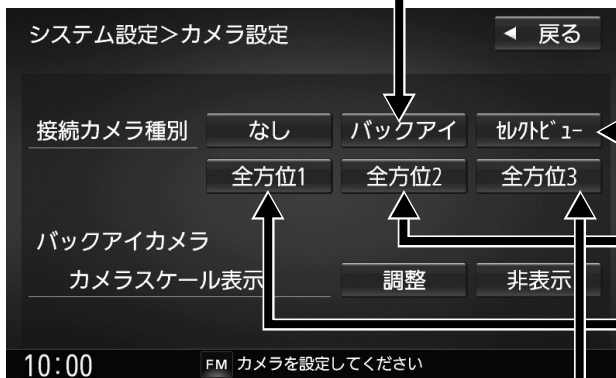 システム設定>カメラ設定
◀ 戻る
接続カメラ種別 なし バックアイ ｾﾚｸﾄﾋﾞｭｰ
全方位1 全方位2 全方位3
バックアイカメラ
カメラスケール表示 調整 非表示
10:00 FM カメラを設定してください